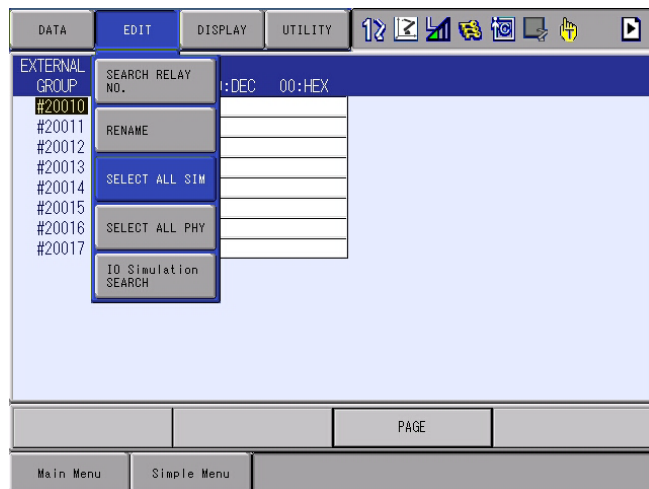 DATA
EDIT
DISPLAY
UTILITY
EXTERNAL
GROUP
:DEC
00:HEX
SEARCH RELAY
NO.
RENAME
SELECT ALL SIM
SELECT ALL PHY
IO Simulation
SEARCH
#20010
#20011
#20012
#20013
#20014
#20015
#20016
#20017
PAGE
Main Menu
Simple Menu